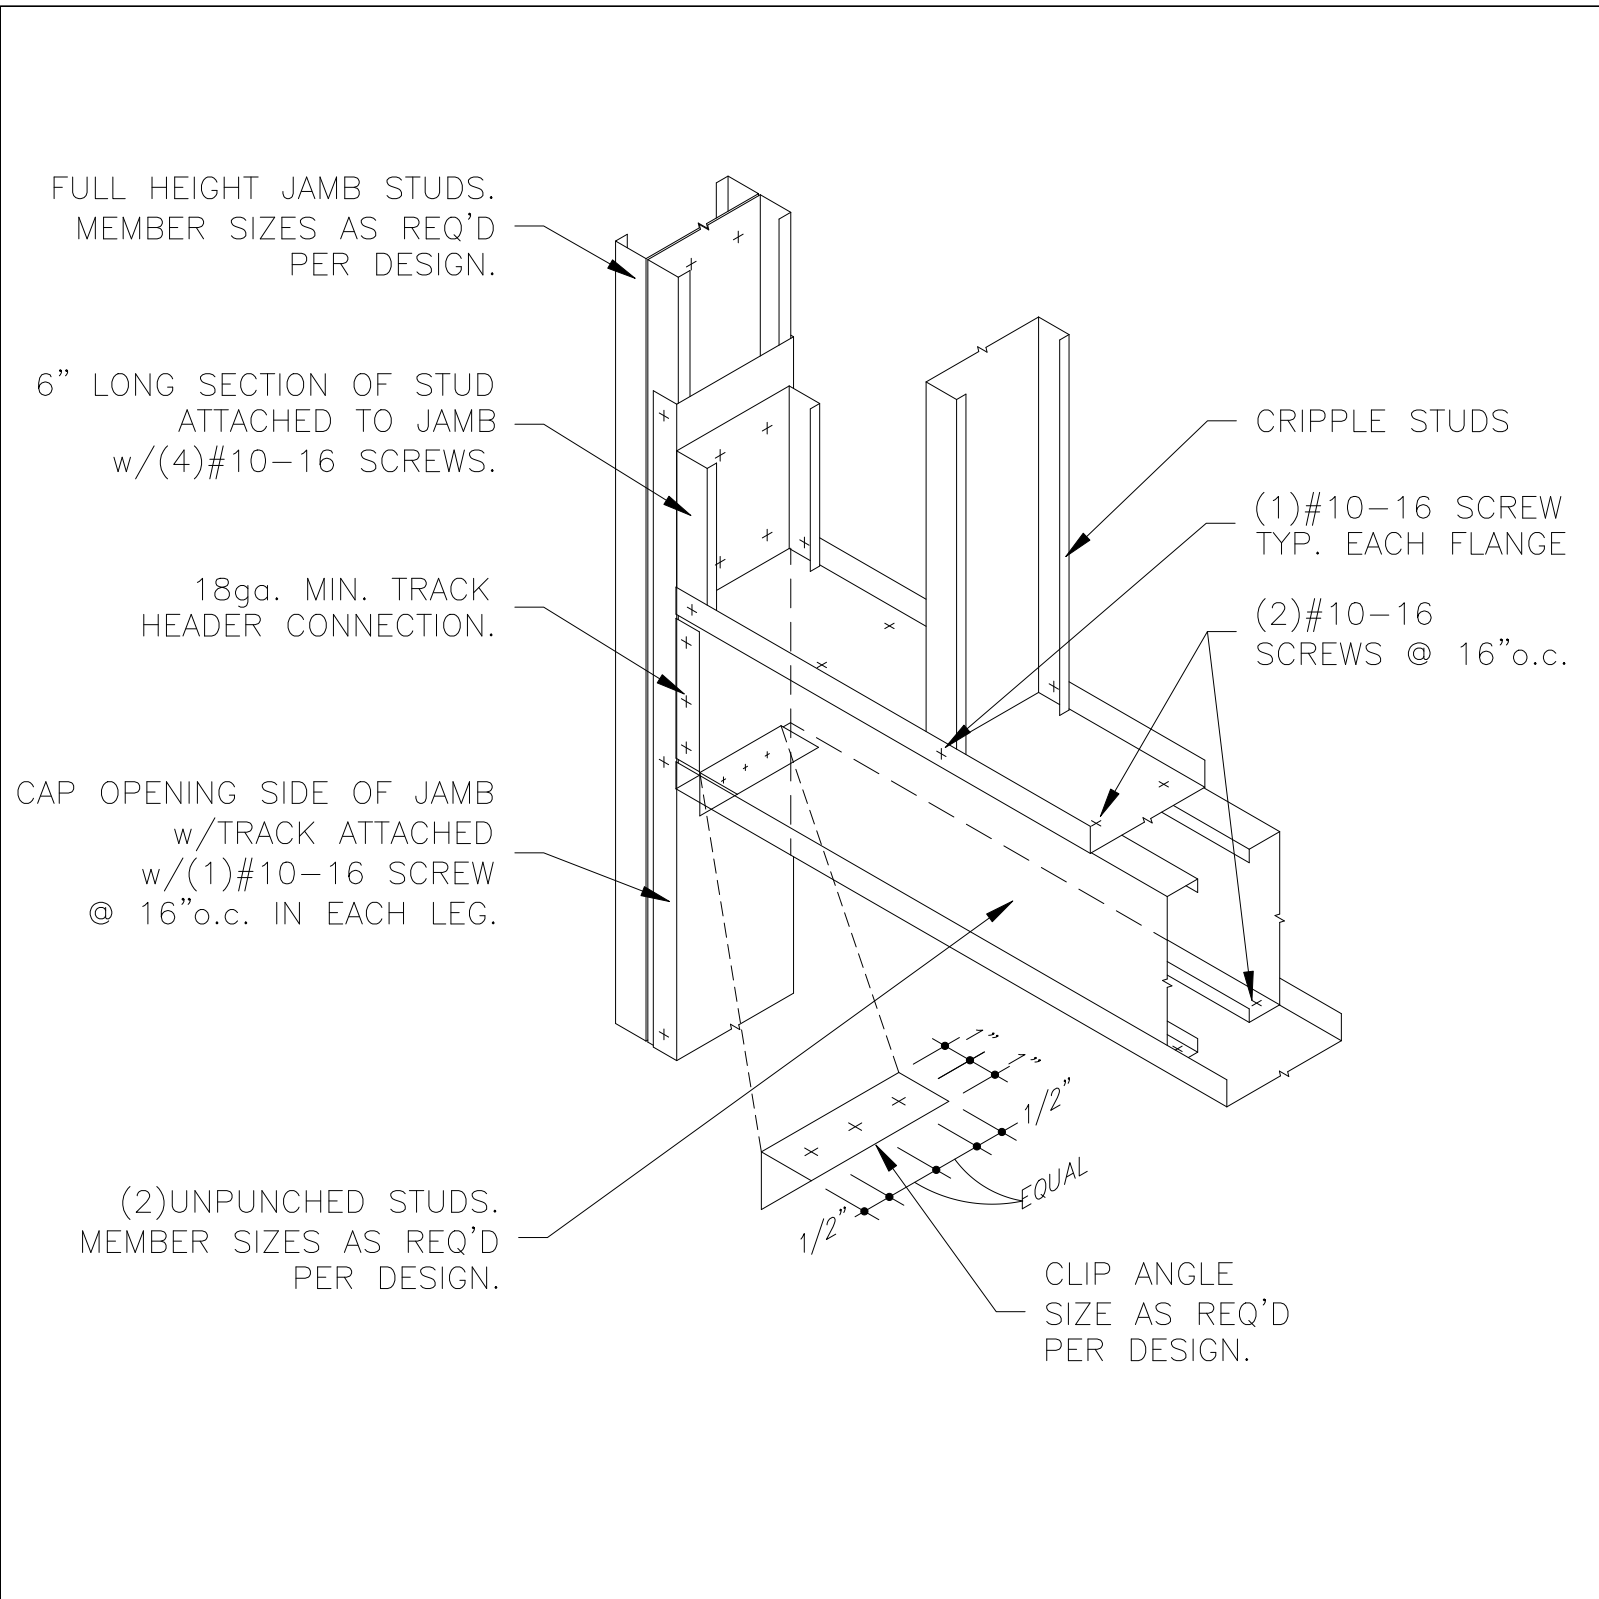 FULL HEIGHT JAMB STUDS.
MEMBER SIZES AS REQ'D
PER DESIGN.
6” LONG SECTION OF STUD
ATTACHED TO JAMB
w/(4)#10-16 SCREWS.
18ga. MIN. TRACK
HEADER CONNECTION.
CAP OPENING SIDE OF JAMB
w/TRACK ATTACHED
w/(1)#10-16 SCREW
@ 16”o.c. IN EACH LEG.
(2)UNPUNCHED STUDS.
MEMBER SIZES AS REQ'D
PER DESIGN.
CRIPPLE STUDS
(1)#10-16 SCREW
TYP. EACH FLANGE
(2)#10-16
SCREWS @ 16”o.c.
1”
1”
1/2”
EQUAL
1/2”
CLIP ANGLE
SIZE AS REQ'D
PER DESIGN.